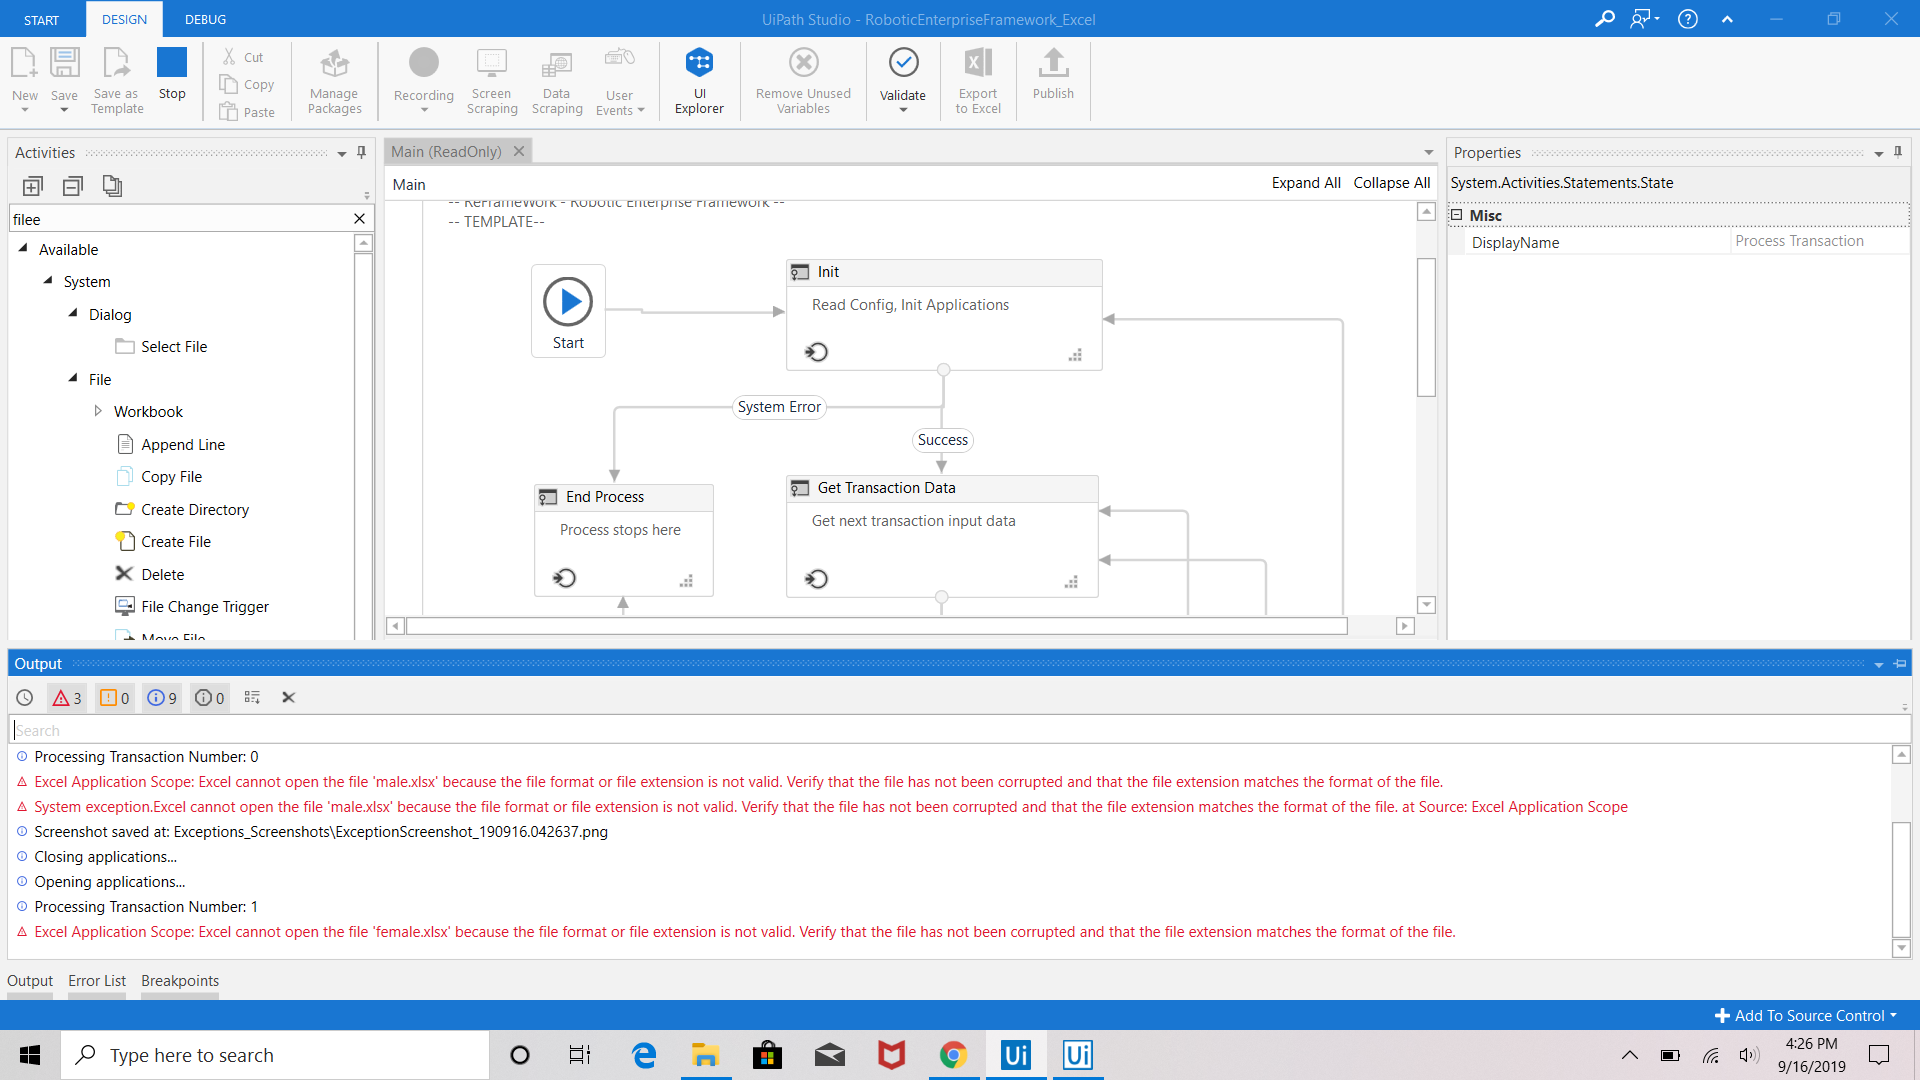 START
DESIGN
DEBUG
UiPath Studio - RoboticEnterpriseFramework_Excel
New
Save
Save as
Template
Stop
Cut
Copy
Paste
Manage
Packages
Recording
Screen
Scraping
Data
Scraping
User
Events
UI
Explorer
Remove Unused
Variables
Validate
Export
to Excel
Publish
Activities
filee
Available
System
Dialog
Select File
File
Workbook
Append Line
Copy File
Create Directory
Create File
Delete
File Change Trigger
Move File
Main (ReadOnly)
Main
Expand All
Collapse All
-- ReFrameWork - Robotic Enterprise Framework --
-- TEMPLATE--
Start
Init
Read Config, Init Applications
System Error
Success
End Process
Process stops here
Get Transaction Data
Get next transaction input data
Properties
System.Activities.Statements.State
Misc
DisplayName
Process Transaction
Output
3
0
9
0
Search
Processing Transaction Number: 0
Excel Application Scope: Excel cannot open the file 'male.xlsx' because the file format or file extension is not valid. Verify that the file has not been corrupted and that the file extension matches the format of the file.
System exception.Excel cannot open the file 'male.xlsx' because the file format or file extension is not valid. Verify that the file has not been corrupted and that the file extension matches the format of the file. at Source: Excel Application Scope
Screenshot saved at: Exceptions_Screenshots\ExceptionScreenshot_190916.042637.png
Closing applications...
Opening applications...
Processing Transaction Number: 1
Excel Application Scope: Excel cannot open the file 'female.xlsx' because the file format or file extension is not valid. Verify that the file has not been corrupted and that the file extension matches the format of the file.
Output
Error List
Breakpoints
Add To Source Control
Type here to search
Ui
Ui
4:26 PM
9/16/2019